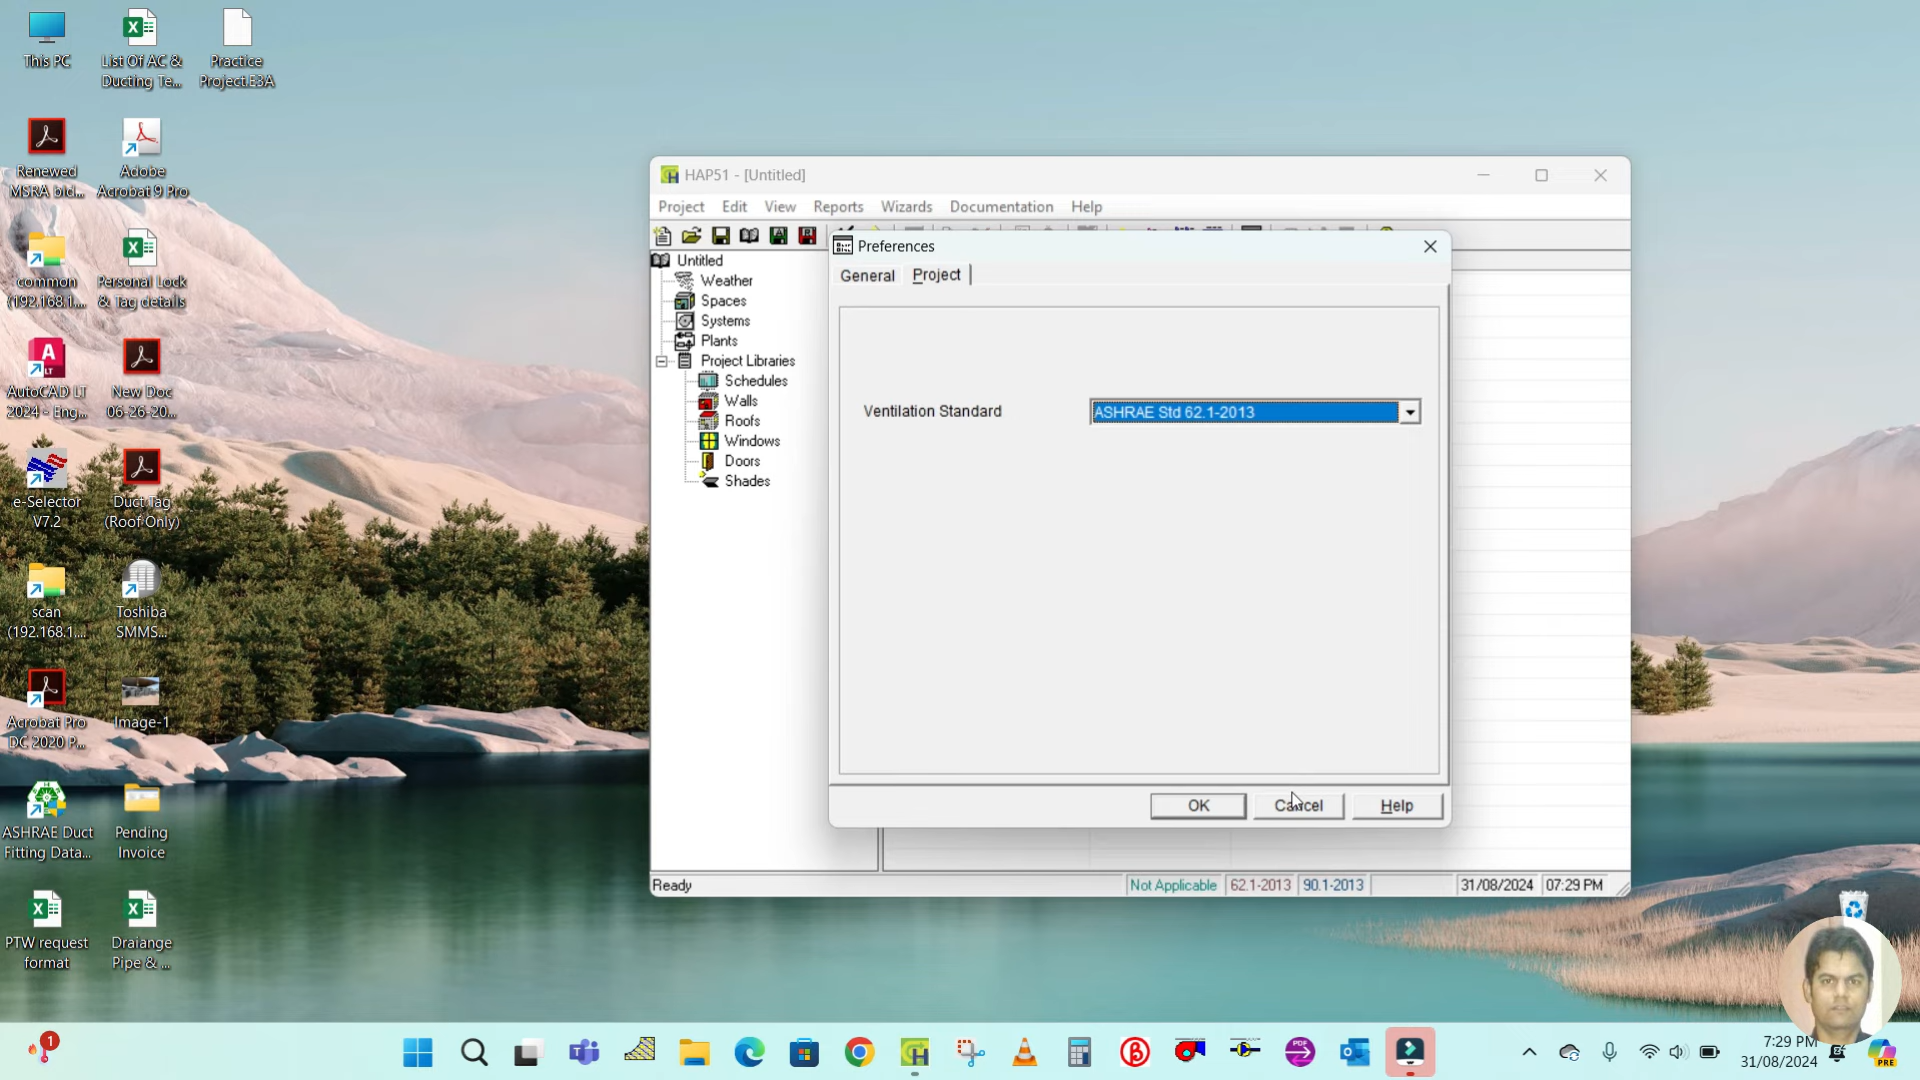 This PC
List Of AC &
Ducting Te...
Practice
Project.E3A
Renewed
MSRA bid...
Adobe
Acrobat 9 Pro
common
(192.168.1....
Personal Lock
& Tag details
AutoCAD LT
2024 - Eng...
New Doc
06-26-20...
e-Selector
V7.2
Duct Tag
(Roof Only)
scan
(192.168.1....
Toshiba
SMMS...
Acrobat Pro
DC 2020 P...
Image-1
ASHRAE Duct
Fitting Data...
Pending
Invoice
PTW request
format
Draiange
Pipe & ...
HAP51 - [Untitled]
Project Edit View Reports Wizards Documentation Help
Untitled
Weather
Spaces
Systems
Plants
Project Libraries
Schedules
Walls
Roofs
Windows
Doors
Shades
Preferences
General Project
Ventilation Standard
ASHRAE Std 62.1-2013
OK Cancel Help
Ready Not Applicable 62.1-2013 90.1-2013 31/08/2024 07:29 PM
1
PDF
7:29 PM
31/08/2024
PRE